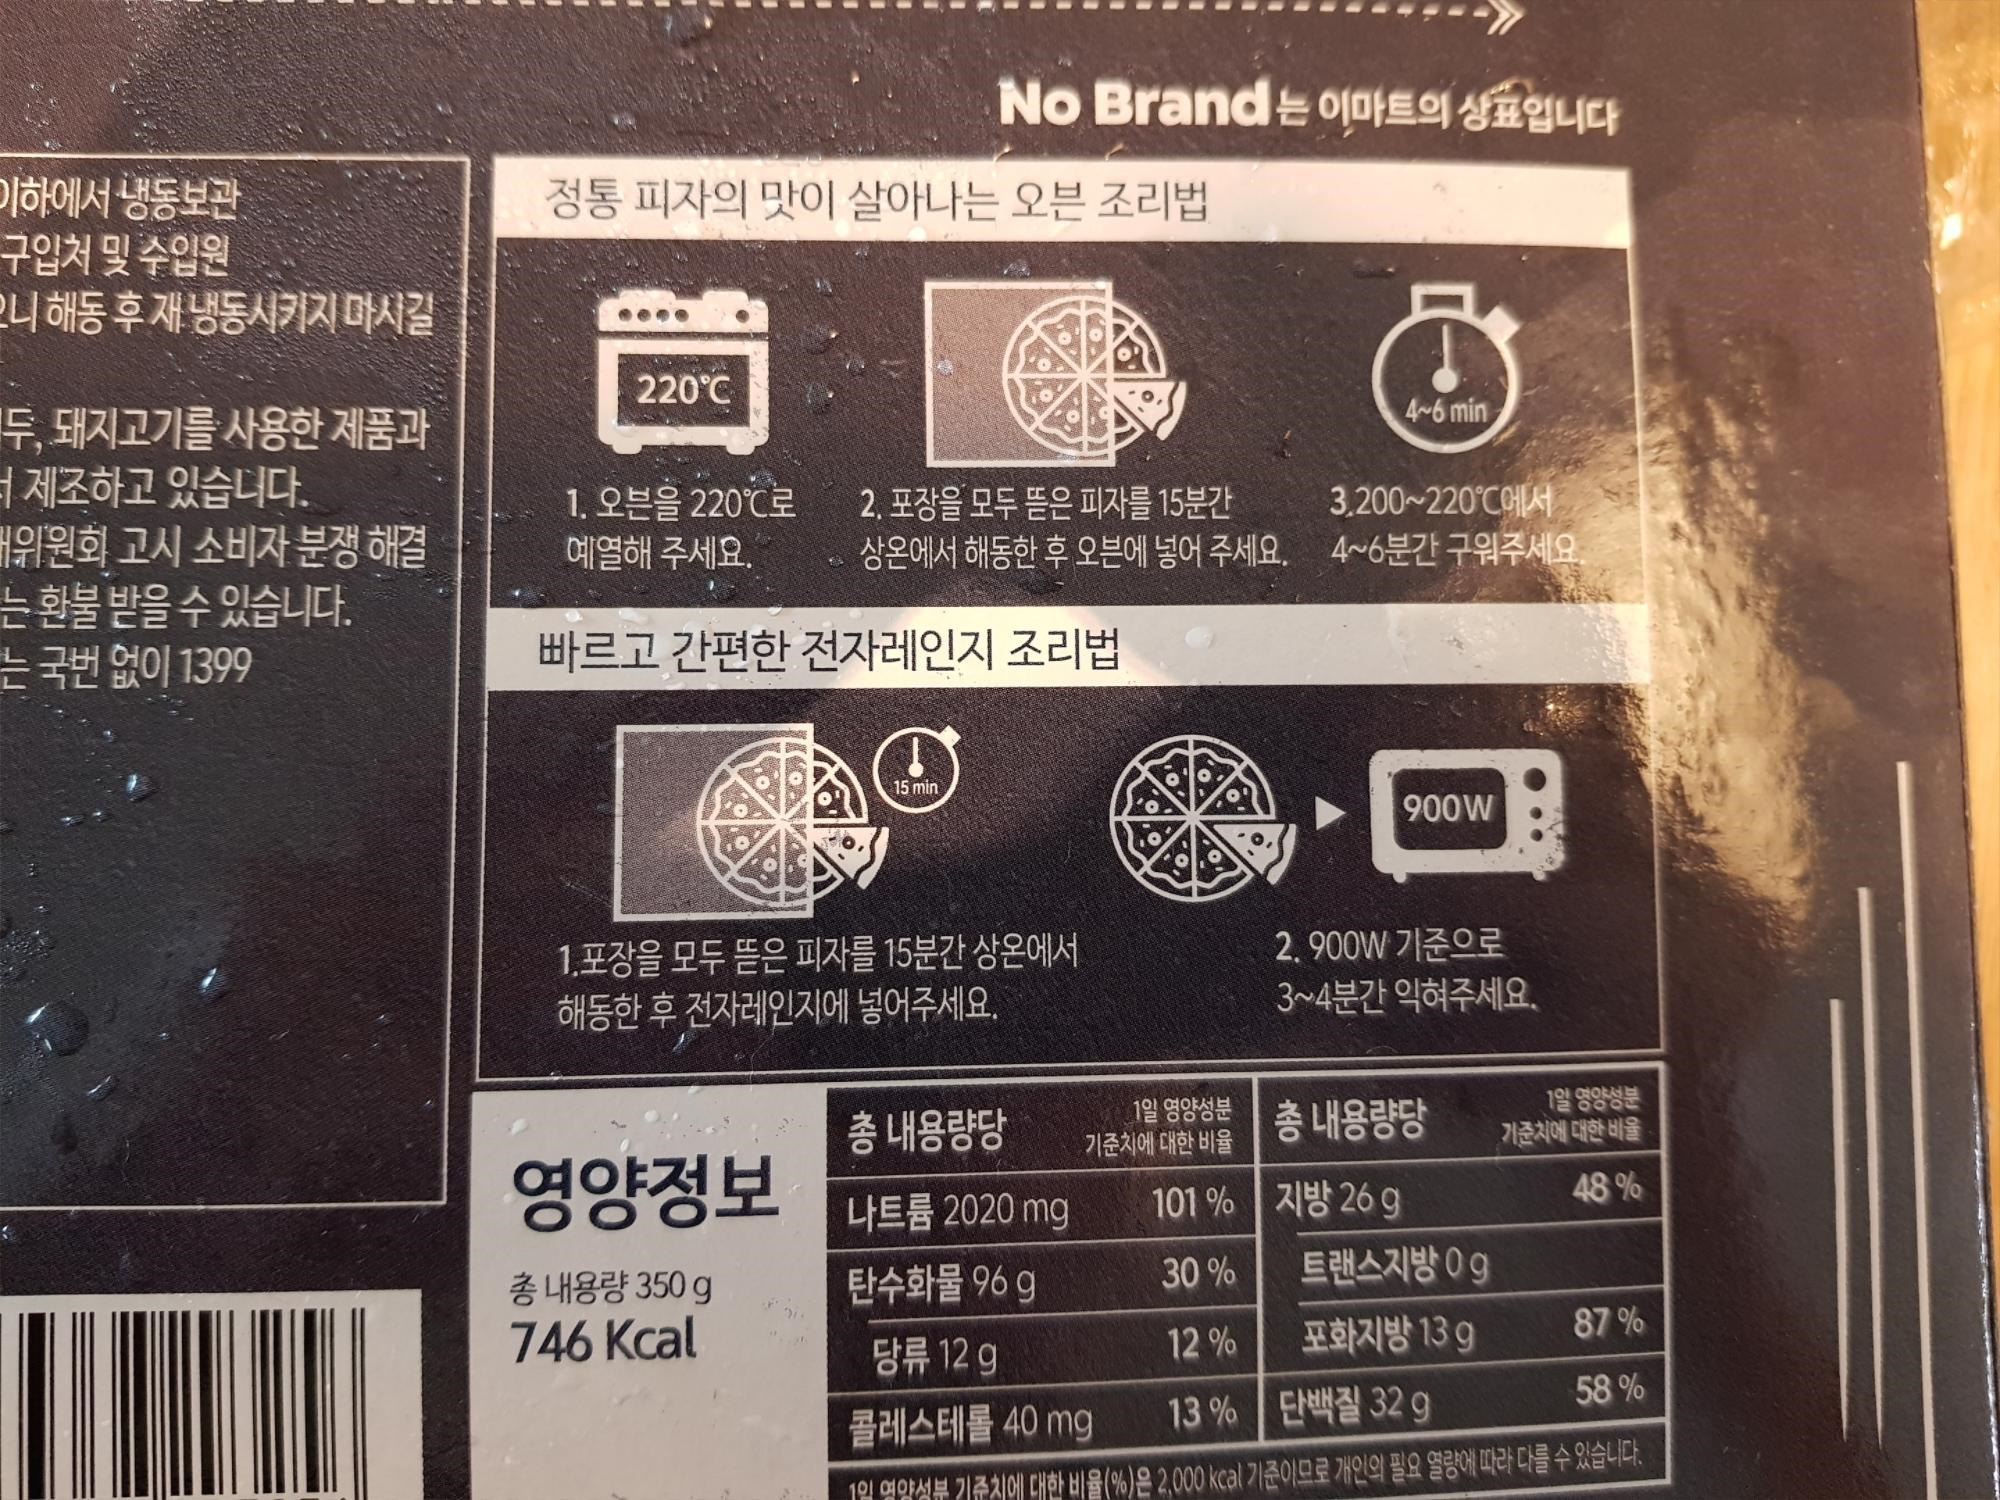 No Brand는 이마트의 상표입니다
이하에서 냉동보관
구입처 및 수입원
오니 해동 후 재 냉동시키지 마시길
두, 돼지고기를 사용한 제품과
서 제조하고 있습니다.
위원회 고시 소비자 분쟁 해결
는 환불 받을 수 있습니다.
는 국번 없이 1399
정통 피자의 맛이 살아나는 오븐 조리법
220℃
4~6 min
1. 오븐을 220℃로
예열해 주세요.
2. 포장을 모두 뜯은 피자를 15분간
상온에서 해동한 후 오븐에 넣어 주세요.
3.200~220℃에서
4~6분간 구워주세요.
빠르고 간편한 전자레인지 조리법
15 min
900W
1.포장을 모두 뜯은 피자를 15분간 상온에서
해동한 후 전자레인지에 넣어주세요.
2. 900W 기준으로
3~4분간 익혀주세요.
영양정보
총 내용량 350 g
746 Kcal
총 내용량당 1일 영양성분 기준치에 대한 비율
나트륨 2020 mg 101 %
탄수화물 96 g 30 %
당류 12 g 12 %
콜레스테롤 40 mg 13 %
총 내용량당 1일 영양성분 기준치에 대한 비율
지방 26 g 48 %
트랜스지방 0 g
포화지방 13 g 87 %
단백질 32 g 58 %
1일 영양성분 기준치에 대한 비율(%)은 2,000 kcal 기준이므로 개인의 필요 열량에 따라 다를 수 있습니다.